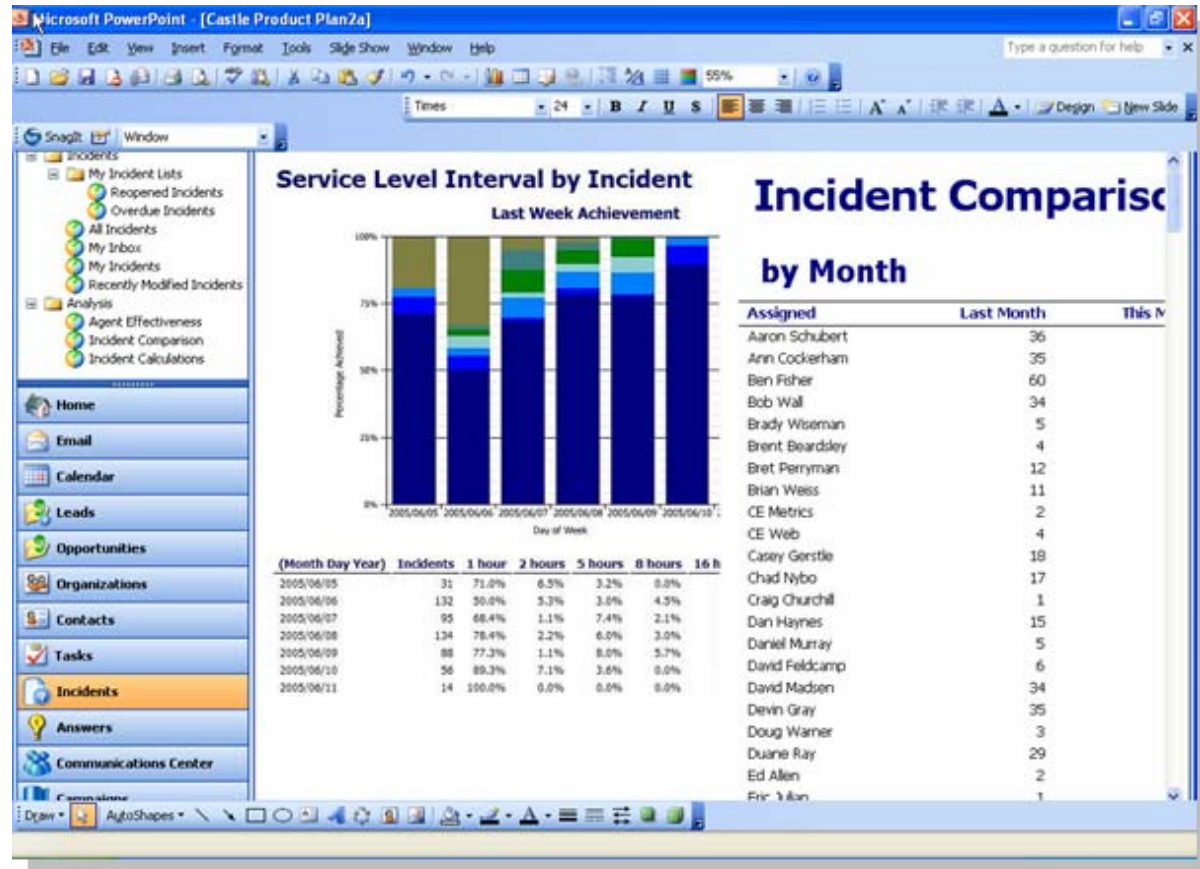 Microsoft PowerPoint - [Castle Product Plan2a]
File Edit View Insert Format Tools Slide Show Window Help
Type a question for help
55%
Times 24 B I U S A A A Design New Slide
SnagIt Window
Incidents
My Incident Lists
Reopened Incidents
Overdue Incidents
All Incidents
My Inbox
My Incidents
Recently Modified Incidents
Analysis
Agent Effectiveness
Incident Comparison
Incident Calculations
Home
Email
Calendar
Leads
Opportunities
Organizations
Contacts
Tasks
Incidents
Answers
Communications Center
Campaigns
Service Level Interval by Incident
Last Week Achievement
100%
75%
50%
25%
0%
Percentage Achieved
2005/06/05 2005/06/06 2005/06/07 2005/06/08 2005/06/09 2005/06/10
Day of Week
(Month Day Year) Incidents 1 hour 2 hours 5 hours 8 hours 16 h
2005/06/05 31 71.0% 6.5% 3.2% 0.0%
2005/06/06 132 50.0% 5.3% 3.0% 4.5%
2005/06/07 95 68.4% 1.1% 7.4% 2.1%
2005/06/08 134 78.4% 2.2% 6.0% 3.0%
2005/06/09 88 77.3% 1.1% 8.0% 5.7%
2005/06/10 56 89.3% 7.1% 3.6% 0.0%
2005/06/11 14 100.0% 0.0% 0.0% 0.0%
Incident Compariso
by Month
Assigned Last Month This M
Aaron Schubert 36
Ann Cockerham 35
Ben Fisher 60
Bob Wall 34
Brady Wiseman 5
Brent Beardsley 4
Bret Perryman 12
Brian Weiss 11
CE Metrics 2
CE Web 4
Casey Gerstle 18
Chad Nybo 17
Craig Churchill 1
Dan Haynes 15
Daniel Murray 5
David Feldcamp 6
David Madsen 34
Devin Gray 35
Doug Warner 3
Duane Ray 29
Ed Allen 2
Eric Julian 1
Draw AutoShapes A